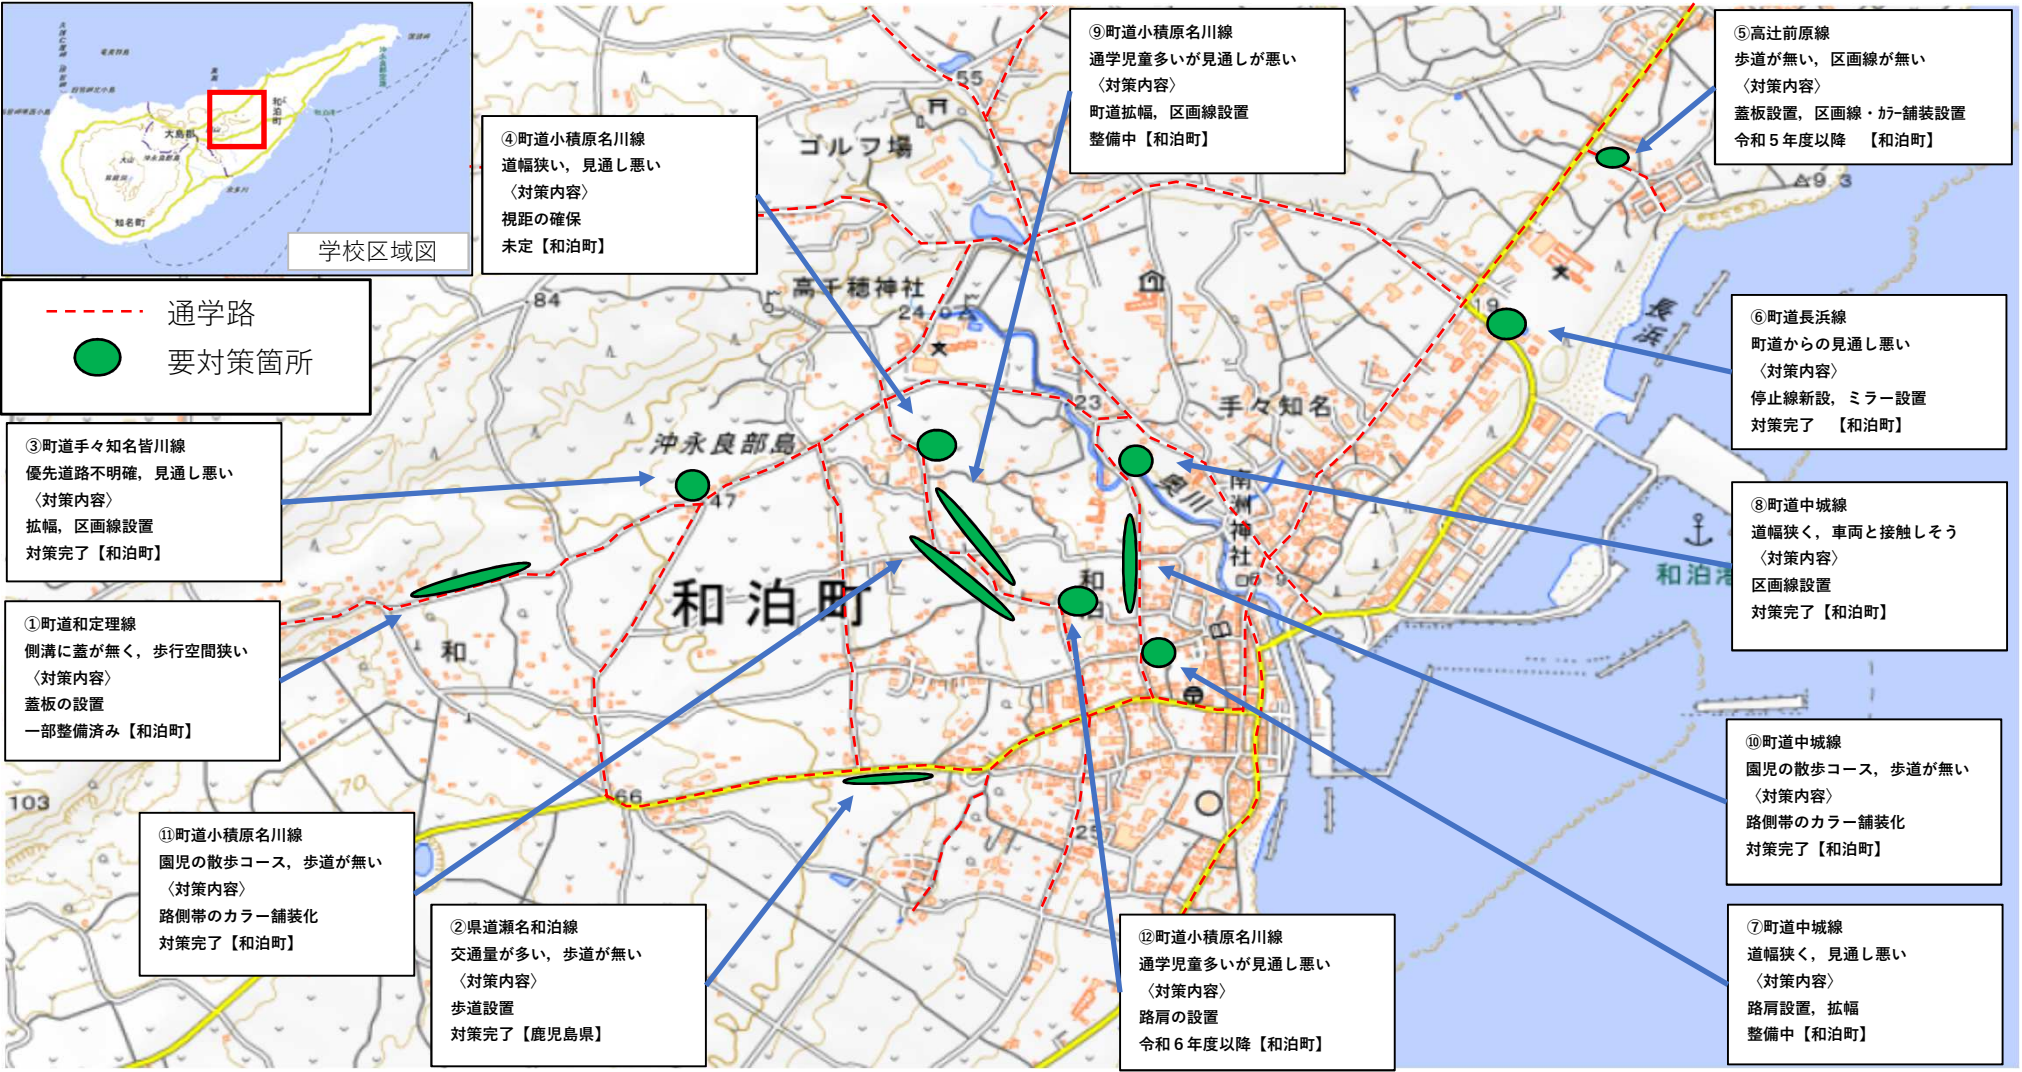 学校区域図
大島郡
和泊町
知名町
大山
通学路
要対策箇所
④町道小積原名川線
道幅狭い，見通し悪い
〈対策内容〉
視距の確保
未定【和泊町】
⑨町道小積原名川線
通学児童多いが見通しが悪い
〈対策内容〉
町道拡幅，区画線設置
整備中【和泊町】
⑤高辻前原線
歩道が無い，区画線が無い
〈対策内容〉
蓋板設置，区画線・ｶﾗｰ舗装設置
令和５年度以降　【和泊町】
⑥町道長浜線
町道からの見通し悪い
〈対策内容〉
停止線新設，ミラー設置
対策完了　【和泊町】
③町道手々知名皆川線
優先道路不明確，見通し悪い
〈対策内容〉
拡幅，区画線設置
対策完了【和泊町】
⑧町道中城線
道幅狭く，車両と接触しそう
〈対策内容〉
区画線設置
対策完了【和泊町】
①町道和定理線
側溝に蓋が無く，歩行空間狭い
〈対策内容〉
蓋板の設置
一部整備済み【和泊町】
⑩町道中城線
園児の散歩コース，歩道が無い
〈対策内容〉
路側帯のカラー舗装化
対策完了【和泊町】
⑪町道小積原名川線
園児の散歩コース，歩道が無い
〈対策内容〉
路側帯のカラー舗装化
対策完了【和泊町】
②県道瀬名和泊線
交通量が多い，歩道が無い
〈対策内容〉
歩道設置
対策完了【鹿児島県】
⑫町道小積原名川線
通学児童多いが見通し悪い
〈対策内容〉
路肩の設置
令和６年度以降【和泊町】
⑦町道中城線
道幅狭く，見通し悪い
〈対策内容〉
路肩設置，拡幅
整備中【和泊町】
55
ゴルフ場
高千穂神社
84
24.0
19
長浜
23
手々知名
沖永良部島
47
奥川
南洲神社
和泊町
和
和泊港
70
103
66
25